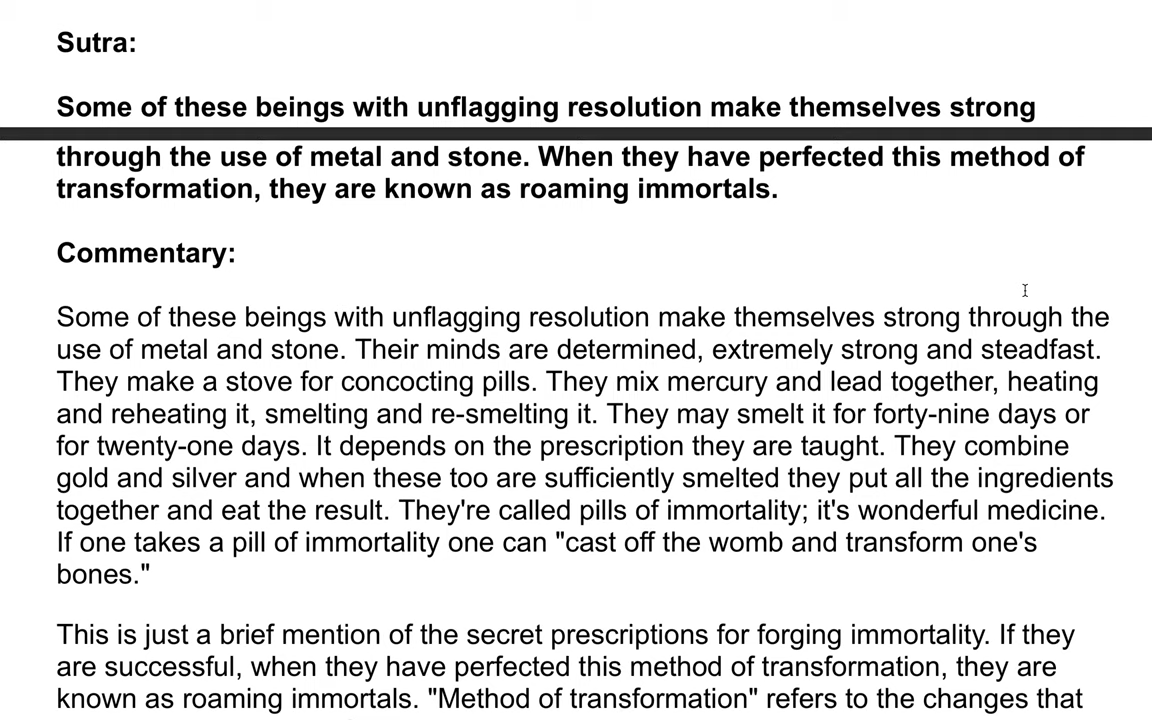 Sutra:
Some of these beings with unflagging resolution make themselves strong
through the use of metal and stone. When they have perfected this method of
transformation, they are known as roaming immortals.
Commentary:
Some of these beings with unflagging resolution make themselves strong through the
use of metal and stone. Their minds are determined, extremely strong and steadfast.
They make a stove for concocting pills. They mix mercury and lead together, heating
and reheating it, smelting and re-smelting it. They may smelt it for forty-nine days or
for twenty-one days. It depends on the prescription they are taught. They combine
gold and silver and when these too are sufficiently smelted they put all the ingredients
together and eat the result. They're called pills of immortality; it's wonderful medicine.
If one takes a pill of immortality one can "cast off the womb and transform one's
bones."
This is just a brief mention of the secret prescriptions for forging immortality. If they
are successful, when they have perfected this method of transformation, they are
known as roaming immortals. "Method of transformation" refers to the changes that